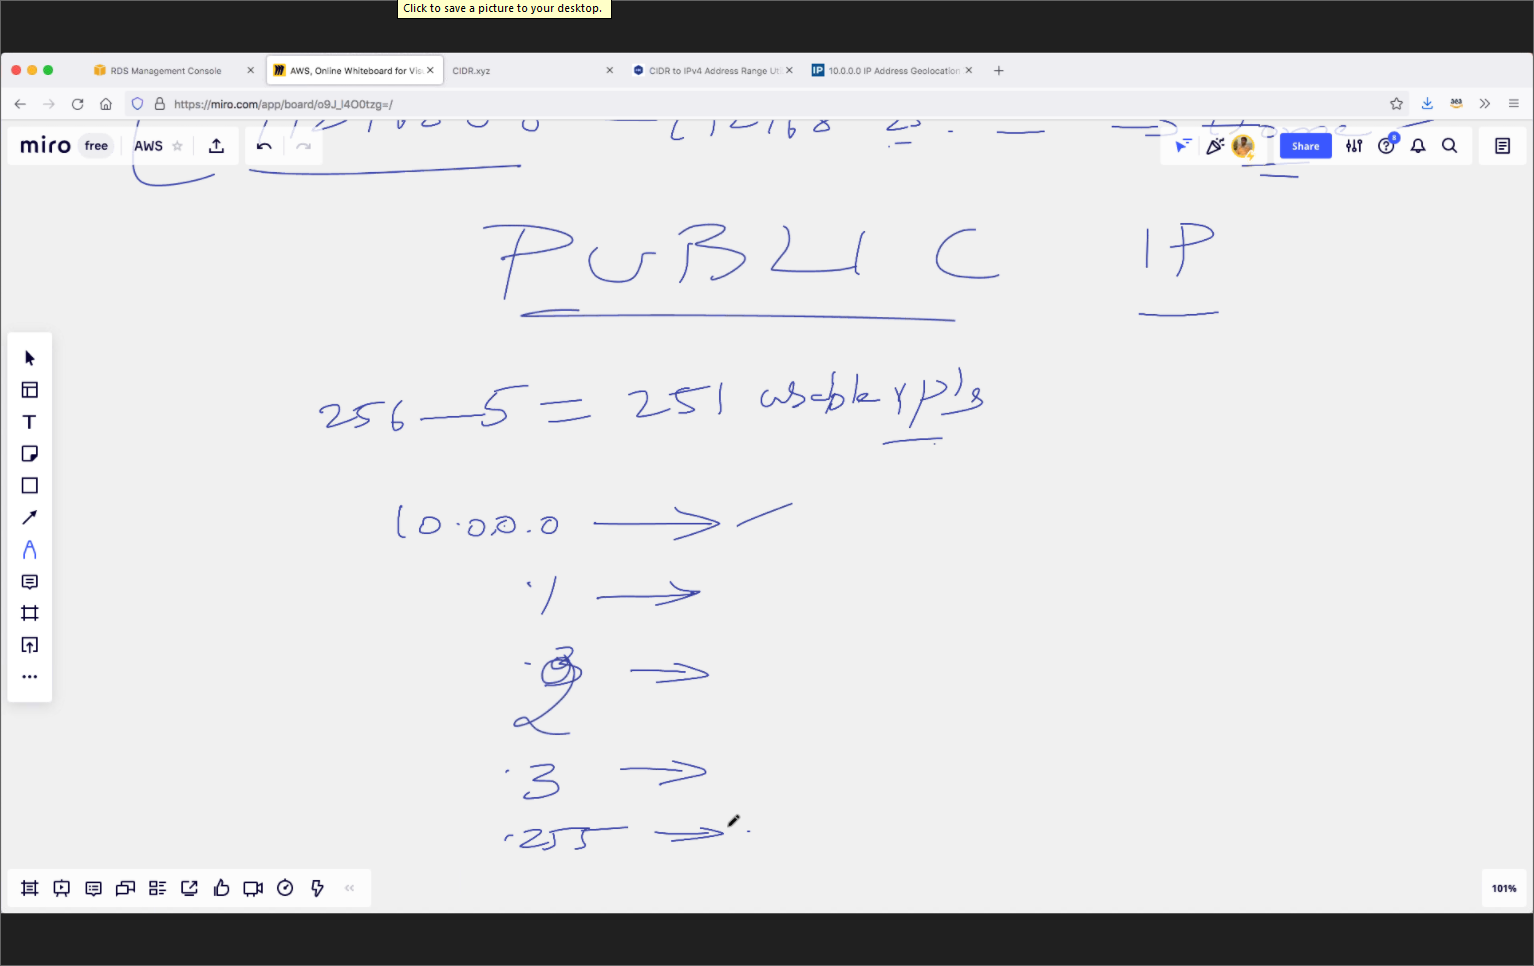 Click to save a picture to your desktop.
RDS Management Console
AWS, Online Whiteboard for Vis
CIDR.xyz
CIDR to IPv4 Address Range Ut
IP 10.0.0.0 IP Address Geolocation
https://miro.com/app/board/o9J_l4O0tzg=/
miro free AWS
Share
8
PUBLIC IP
256 - 5 = 251 usable IP's
10.0.0.0
.1
2
.3
.255
101%